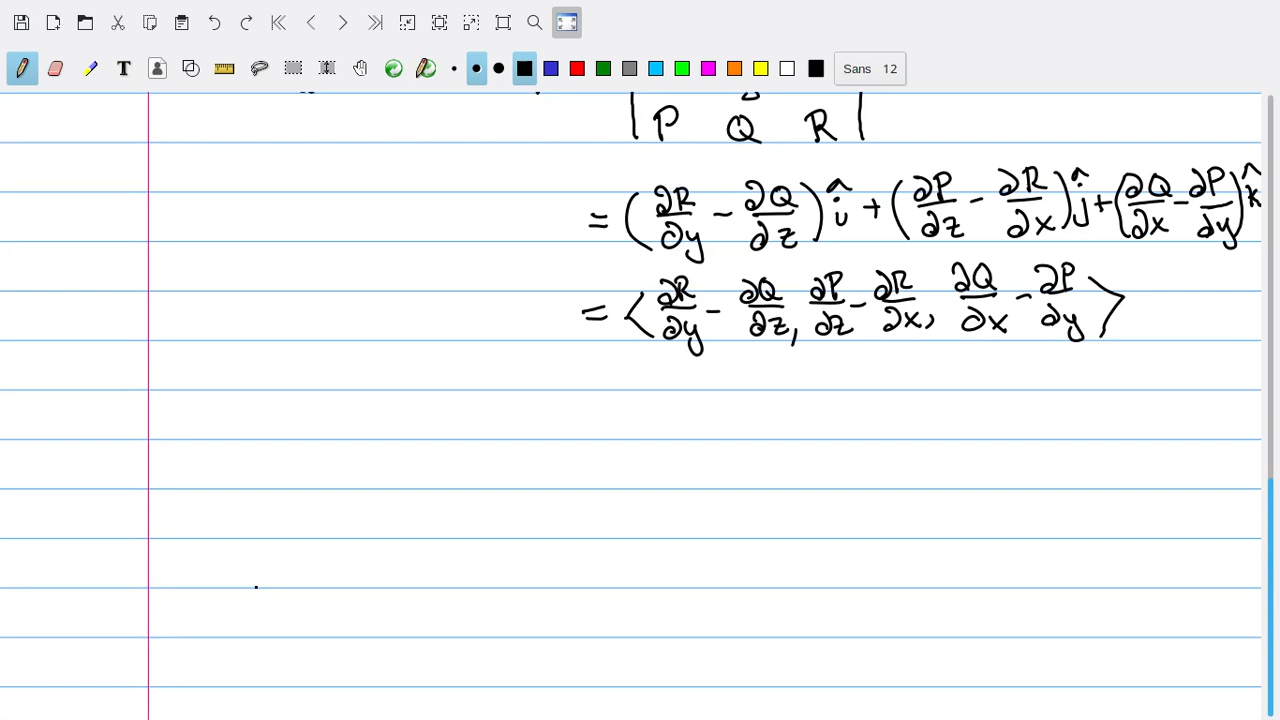 Sans 12
| P Q R |
= (∂R/∂y − ∂Q/∂z) î + (∂P/∂z − ∂R/∂x) ĵ + (∂Q/∂x − ∂P/∂y) k̂
= ⟨∂R/∂y − ∂Q/∂z, ∂P/∂z − ∂R/∂x, ∂Q/∂x − ∂P/∂y⟩